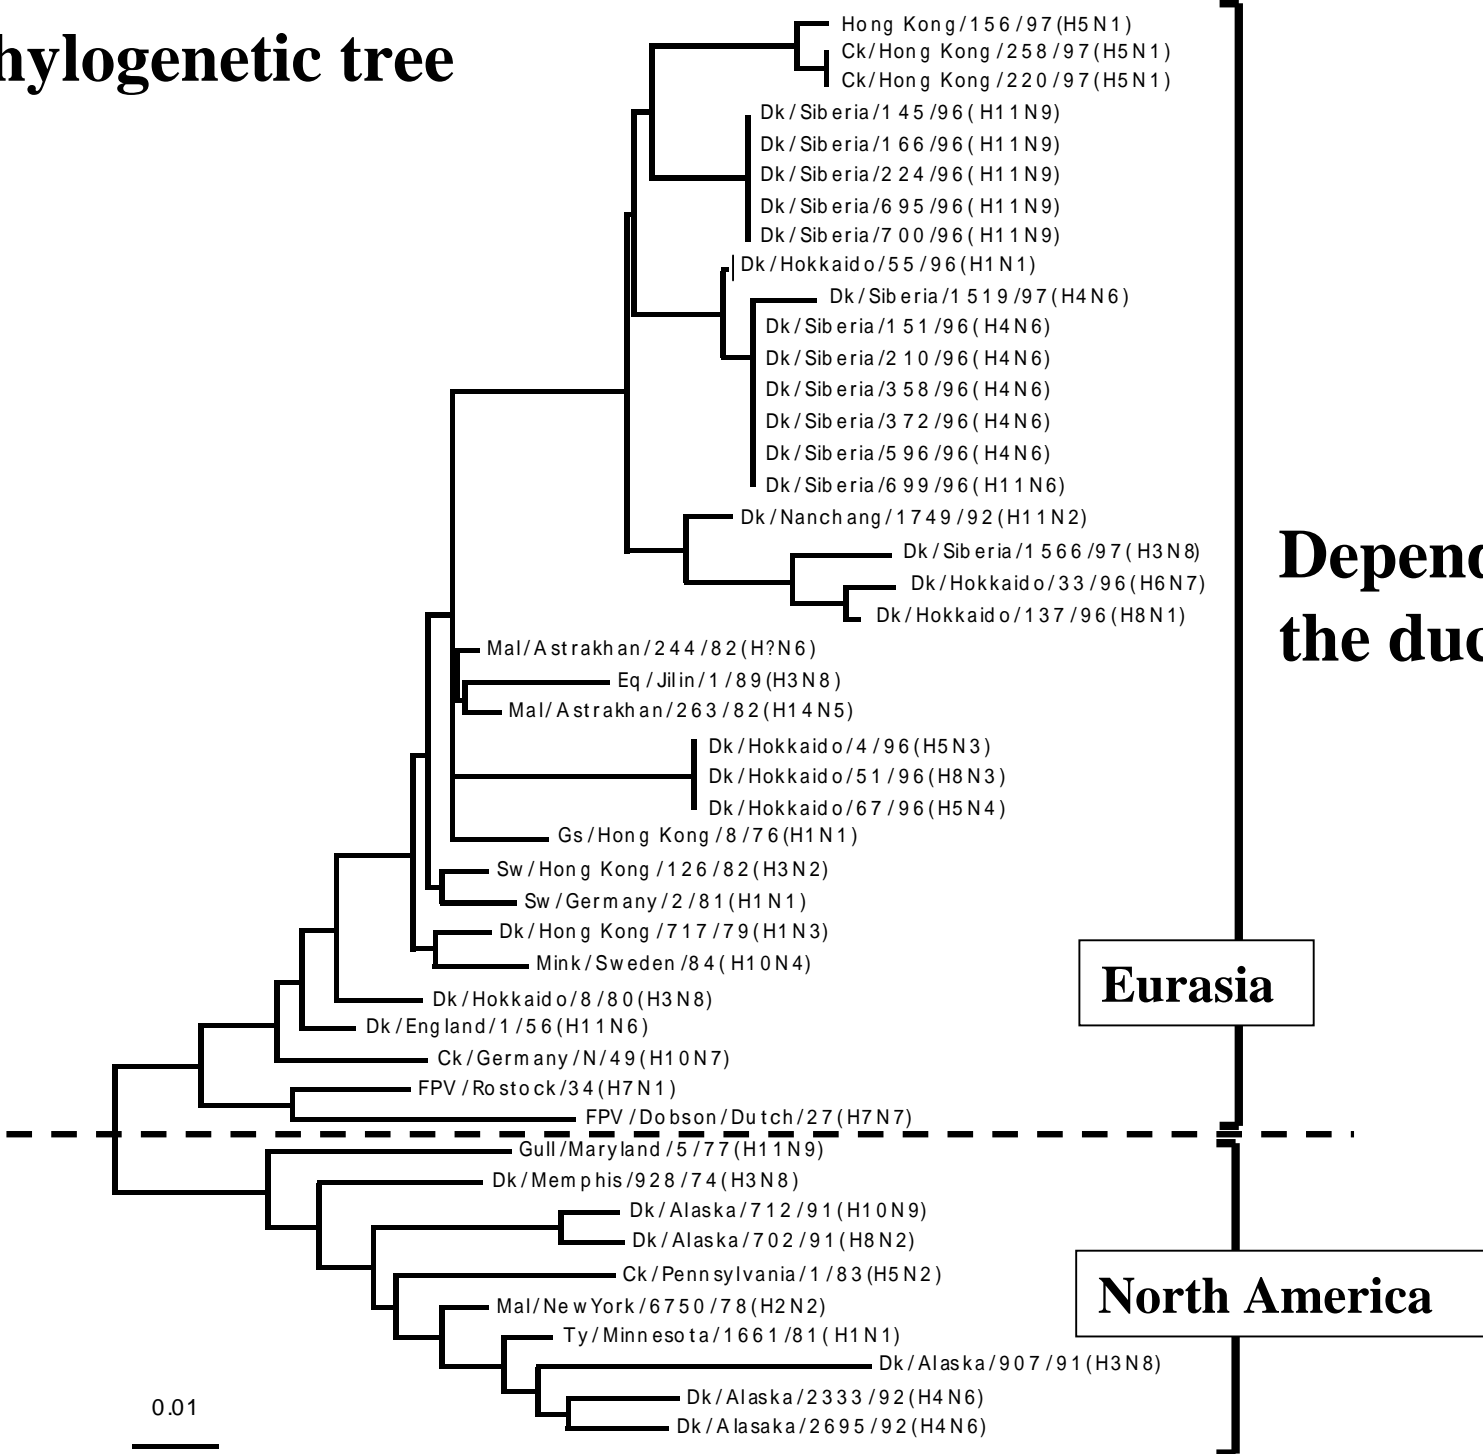 hylogenetic tree
Hong Kong/156/97(H5N1)
Ck/Hong Kong/258/97(H5N1)
Ck/Hong Kong/220/97(H5N1)
Dk/Siberia/145/96(H11N9)
Dk/Siberia/166/96(H11N9)
Dk/Siberia/224/96(H11N9)
Dk/Siberia/695/96(H11N9)
Dk/Siberia/700/96(H11N9)
Dk/Hokkaido/55/96(H1N1)
Dk/Siberia/1519/97(H4N6)
Dk/Siberia/151/96(H4N6)
Dk/Siberia/210/96(H4N6)
Dk/Siberia/358/96(H4N6)
Dk/Siberia/372/96(H4N6)
Dk/Siberia/596/96(H4N6)
Dk/Siberia/699/96(H11N6)
Dk/Nanchang/1749/92(H11N2)
Dk/Siberia/1566/97(H3N8)
Dk/Hokkaido/33/96(H6N7)
Dk/Hokkaido/137/96(H8N1)
Depend
the duc
Mal/Astrakhan/244/82(H?N6)
Eq/Jilin/1/89(H3N8)
Mal/Astrakhan/263/82(H14N5)
Dk/Hokkaido/4/96(H5N3)
Dk/Hokkaido/51/96(H8N3)
Dk/Hokkaido/67/96(H5N4)
Gs/Hong Kong/8/76(H1N1)
Sw/Hong Kong/126/82(H3N2)
Sw/Germany/2/81(H1N1)
Dk/Hong Kong/717/79(H1N3)
Mink/Sweden/84(H10N4)
Eurasia
Dk/Hokkaido/8/80(H3N8)
Dk/England/1/56(H11N6)
Ck/Germany/N/49(H10N7)
FPV/Rostock/34(H7N1)
FPV/Dobson/Dutch/27(H7N7)
Gull/Maryland/5/77(H11N9)
Dk/Memphis/928/74(H3N8)
Dk/Alaska/712/91(H10N9)
Dk/Alaska/702/91(H8N2)
Ck/Pennsylvania/1/83(H5N2)
North America
Mal/NewYork/6750/78(H2N2)
Ty/Minnesota/1661/81(H1N1)
Dk/Alaska/907/91(H3N8)
Dk/Alaska/2333/92(H4N6)
Dk/Alasaka/2695/92(H4N6)
0.01